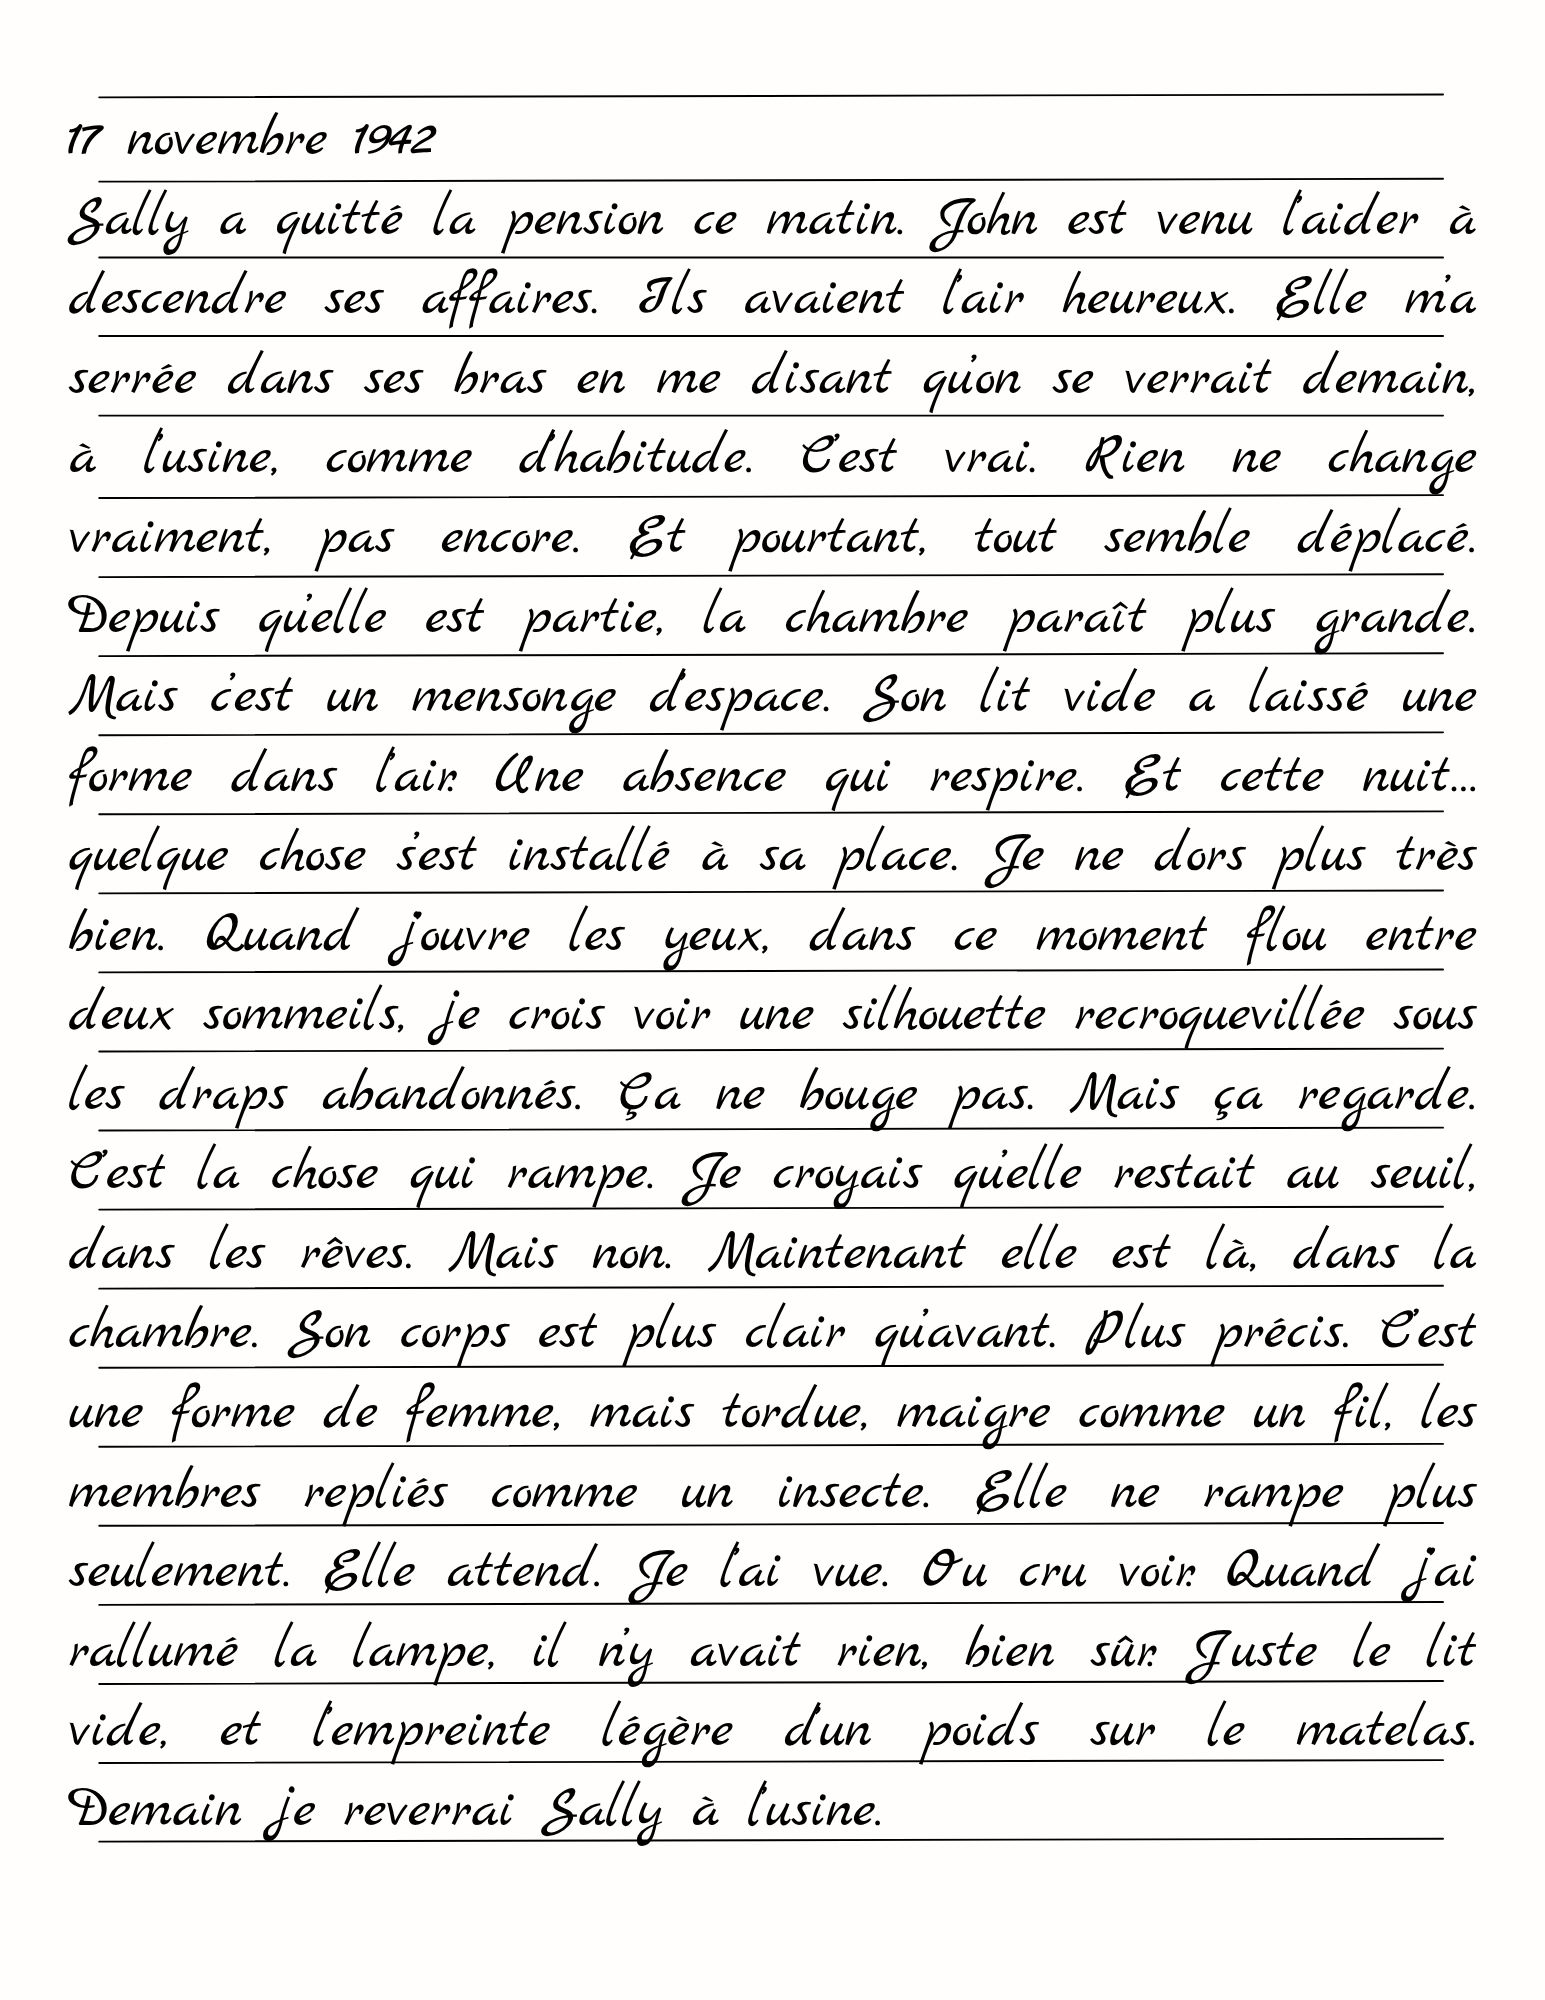 17 novembre 1942
Sally a quitté la pension ce matin. John est venu l'aider à
descendre ses affaires. Ils avaient l'air heureux. Elle m'a
serrée dans ses bras en me disant qu'on se verrait demain,
à l'usine, comme d'habitude. C'est vrai. Rien ne change
vraiment, pas encore. Et pourtant, tout semble déplacé.
Depuis qu'elle est partie, la chambre paraît plus grande.
Mais c'est un mensonge d'espace. Son lit vide a laissé une
forme dans l'air. Une absence qui respire. Et cette nuit...
quelque chose s'est installé à sa place. Je ne dors plus très
bien. Quand j'ouvre les yeux, dans ce moment flou entre
deux sommeils, je crois voir une silhouette recroquevillée sous
les draps abandonnés. Ça ne bouge pas. Mais ça regarde.
C'est la chose qui rampe. Je croyais qu'elle restait au seuil,
dans les rêves. Mais non. Maintenant elle est là, dans la
chambre. Son corps est plus clair qu'avant. Plus précis. C'est
une forme de femme, mais tordue, maigre comme un fil, les
membres repliés comme un insecte. Elle ne rampe plus
seulement. Elle attend. Je l'ai vue. Ou cru voir. Quand j'ai
rallumé la lampe, il n'y avait rien, bien sûr. Juste le lit
vide, et l'empreinte légère d'un poids sur le matelas.
Demain je reverrai Sally à l'usine.